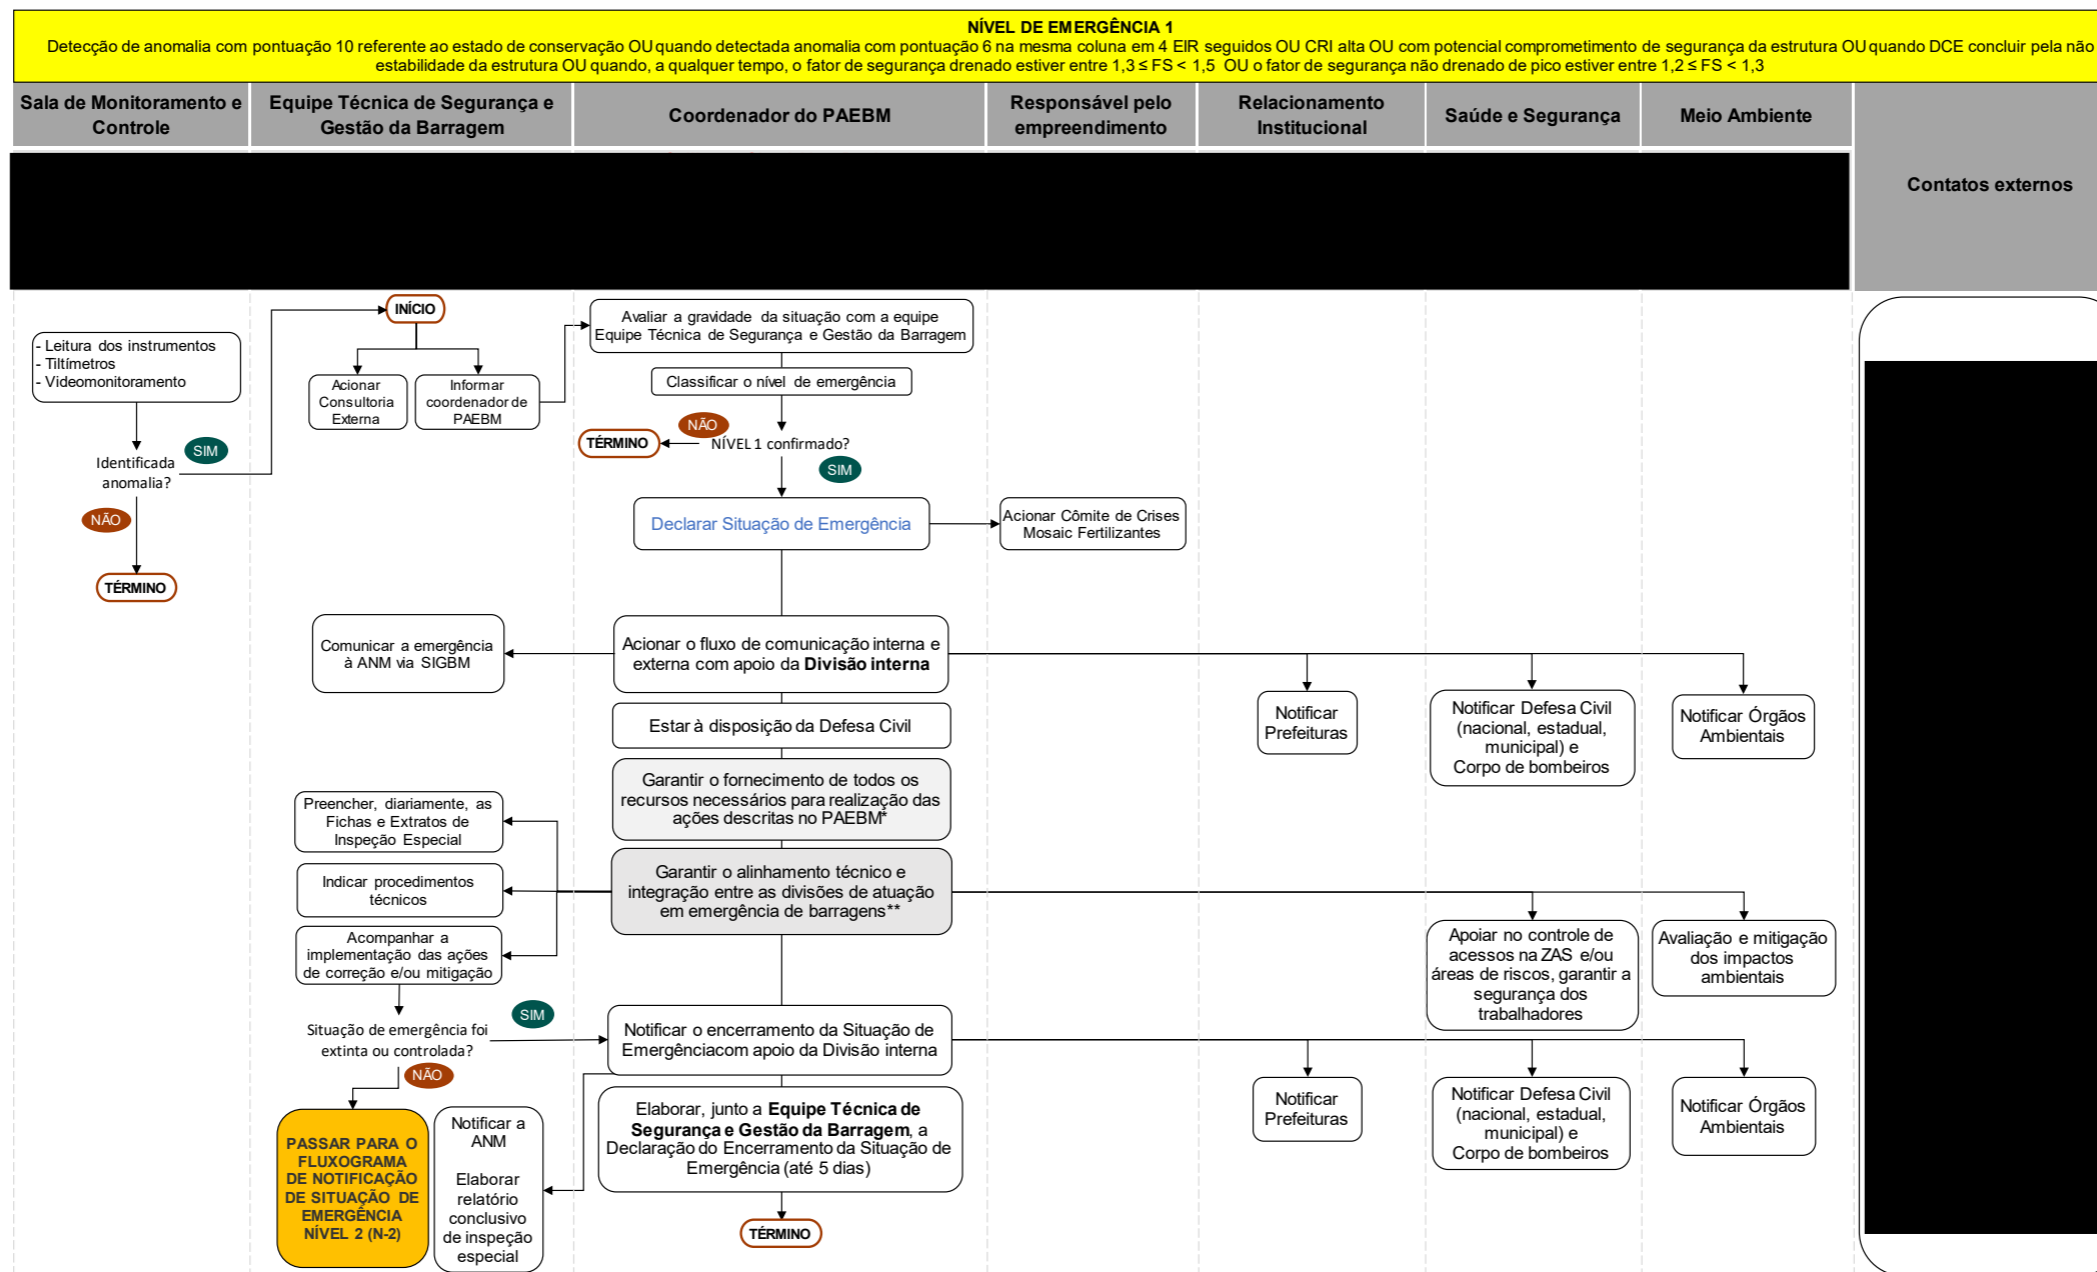 NÍVEL DE EMERGÊNCIA 1
Detecção de anomalia com pontuação 10 referente ao estado de conservação OU quando detectada anomalia com pontuação 6 na mesma coluna em 4 EIR seguidos OU CRI alta OU com potencial comprometimento de segurança da estrutura OU quando DCE concluir pela não
estabilidade da estrutura OU quando, a qualquer tempo, o fator de segurança drenado estiver entre 1,3 ≤ FS < 1,5 OU o fator de segurança não drenado de pico estiver entre 1,2 ≤ FS < 1,3
Sala de Monitoramento e
Controle
Equipe Técnica de Segurança e
Gestão da Barragem
Coordenador do PAEBM
Responsável pelo
empreendimento
Relacionamento
Institucional
Saúde e Segurança
Meio Ambiente
Contatos externos
- Leitura dos instrumentos
- Tiltímetros
- Videomonitoramento
Identificada
anomalia?
SIM
NÃO
TÉRMINO
INÍCIO
Acionar
Consultoria
Externa
Informar
coordenador de
PAEBM
Avaliar a gravidade da situação com a equipe
Equipe Técnica de Segurança e Gestão da Barragem
Classificar o nível de emergência
NÃO
TÉRMINO
NÍVEL 1 confirmado?
SIM
Declarar Situação de Emergência
Acionar Cômite de Crises
Mosaic Fertilizantes
Comunicar a emergência
à ANM via SIGBM
Acionar o fluxo de comunicação interna e
externa com apoio da Divisão interna
Notificar
Prefeituras
Notificar Defesa Civil
(nacional, estadual,
municipal) e
Corpo de bombeiros
Notificar Órgãos
Ambientais
Estar à disposição da Defesa Civil
Garantir o fornecimento de todos os
recursos necessários para realização das
ações descritas no PAEBM*
Preencher, diariamente, as
Fichas e Extratos de
Inspeção Especial
Indicar procedimentos
técnicos
Acompanhar a
implementação das ações
de correção e/ou mitigação
Garantir o alinhamento técnico e
integração entre as divisões de atuação
em emergência de barragens**
Apoiar no controle de
acessos na ZAS e/ou
áreas de riscos, garantir a
segurança dos
trabalhadores
Avaliação e mitigação
dos impactos
ambientais
Situação de emergência foi
extinta ou controlada?
SIM
NÃO
Notificar o encerramento da Situação de
Emergênciacom apoio da Divisão interna
Notificar
Prefeituras
Notificar Defesa Civil
(nacional, estadual,
municipal) e
Corpo de bombeiros
Notificar Órgãos
Ambientais
PASSAR PARA O
FLUXOGRAMA
DE NOTIFICAÇÃO
DE SITUAÇÃO DE
EMERGÊNCIA
NÍVEL 2 (N-2)
Notificar a
ANM
Elaborar
relatório
conclusivo
de inspeção
especial
Elaborar, junto a Equipe Técnica de
Segurança e Gestão da Barragem, a
Declaração do Encerramento da Situação de
Emergência (até 5 dias)
TÉRMINO